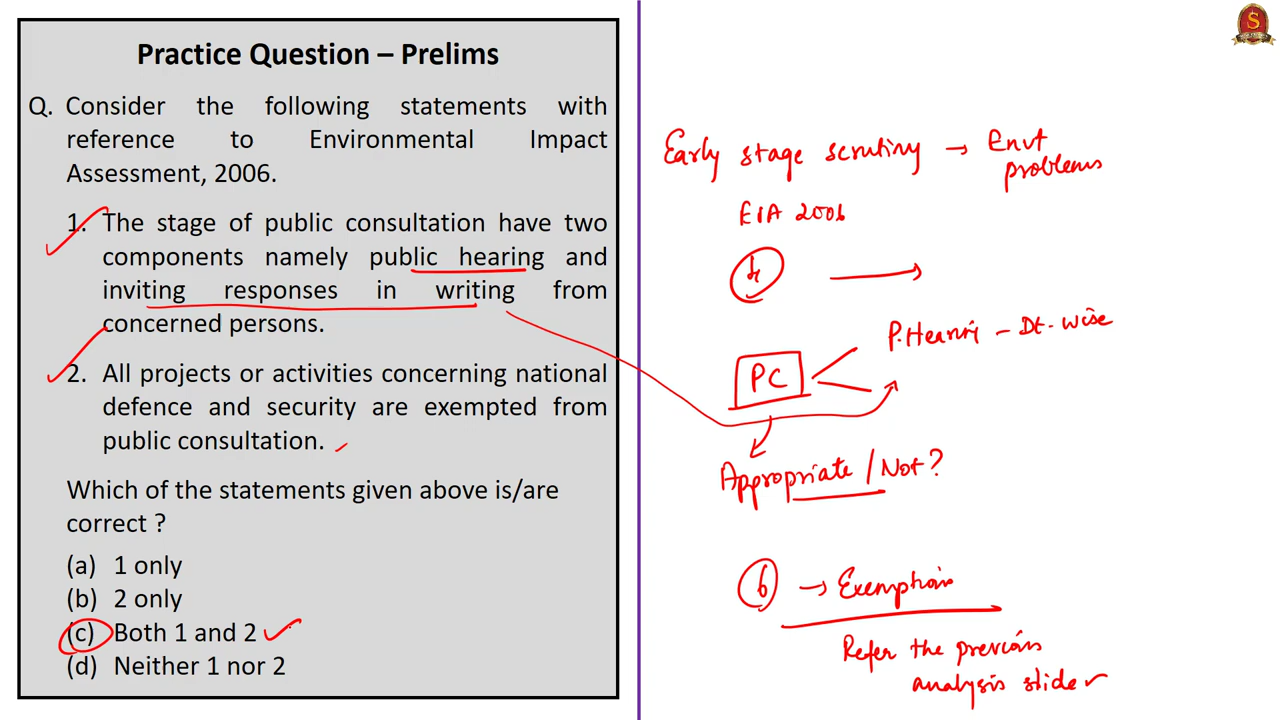 Practice Question – Prelims
Q. Consider the following statements with
reference to Environmental Impact
Assessment, 2006.
1. The stage of public consultation have two
components namely public hearing and
inviting responses in writing from
concerned persons.
2. All projects or activities concerning national
defence and security are exempted from
public consultation.
Which of the statements given above is/are
correct ?
(a) 1 only
(b) 2 only
(c) Both 1 and 2
(d) Neither 1 nor 2
Early stage scrutiny → Envt
problems
EIA 2006
4 →
P.Hearing – Dt. wise
PC
Appropriate / Not?
6 → Exemptions
Refer the previous
analysis slide
S